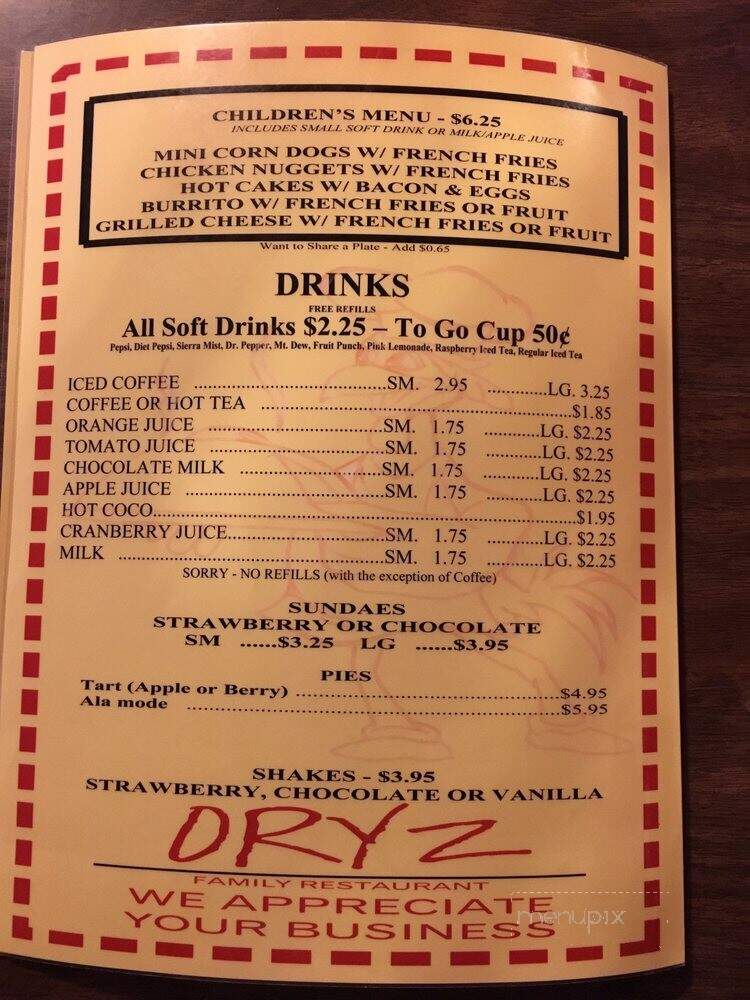 CHILDREN'S MENU - $6.25
INCLUDES SMALL SOFT DRINK OR MILK/APPLE JUICE
MINI CORN DOGS W/ FRENCH FRIES
CHICKEN NUGGETS W/ FRENCH FRIES
HOT CAKES W/ BACON & EGGS
BURRITO W/ FRENCH FRIES OR FRUIT
GRILLED CHEESE W/ FRENCH FRIES OR FRUIT
Want to Share a Plate - Add $0.65
DRINKS
FREE REFILLS
All Soft Drinks $2.25 – To Go Cup 50¢
Pepsi, Diet Pepsi, Sierra Mist, Dr. Pepper, Mt. Dew, Fruit Punch, Pink Lemonade, Raspberry Iced Tea, Regular Iced Tea
ICED COFFEE ........................................SM. 2.95 .............LG. 3.25
COFFEE OR HOT TEA ...............................................................$1.85
ORANGE JUICE ....................................SM. 1.75 ............LG. $2.25
TOMATO JUICE ....................................SM. 1.75 ............LG. $2.25
CHOCOLATE MILK ..............................SM. 1.75 ............LG. $2.25
APPLE JUICE ........................................SM. 1.75 ............LG. $2.25
HOT COCO.................................................................................$1.95
CRANBERRY JUICE................................SM. 1.75 ............LG. $2.25
MILK .....................................................SM. 1.75 ............LG. $2.25
SORRY - NO REFILLS (with the exception of Coffee)
SUNDAES
STRAWBERRY OR CHOCOLATE
SM ......$3.25 LG ......$3.95
PIES
Tart (Apple or Berry) ..................................................$4.95
Ala mode .....................................................................$5.95
SHAKES - $3.95
STRAWBERRY, CHOCOLATE OR VANILLA
ORYZ
FAMILY RESTAURANT
WE APPRECIATE
YOUR BUSINESS
menupix